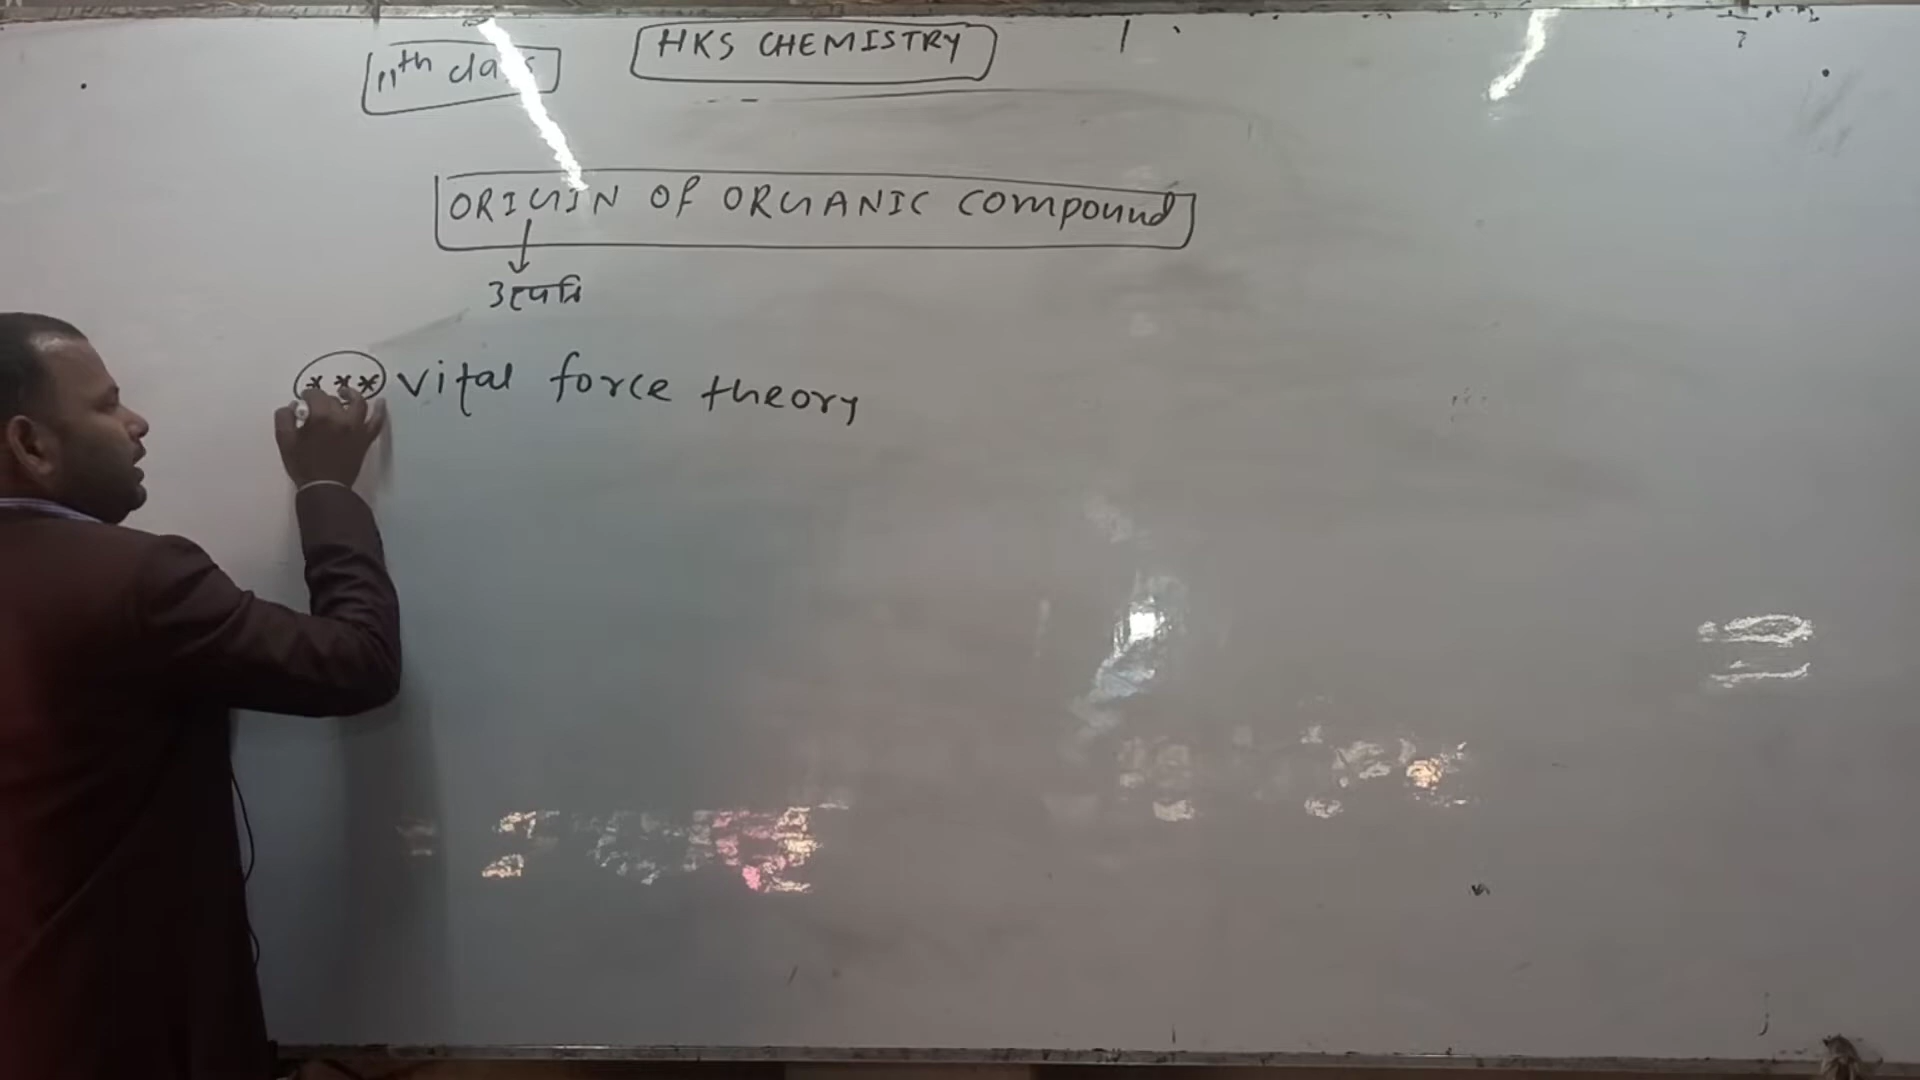 11th class
HKS CHEMISTRY
ORIGIN OF ORGANIC COMPOUND
उत्पत्ति
*** Vital force theory